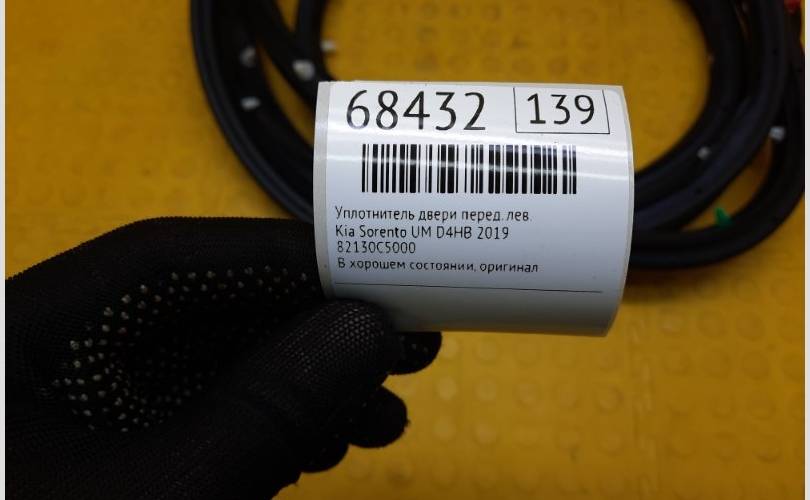 68432 139
Уплотнитель двери перед. лев.
Kia Sorento UM D4HB 2019
82130C5000
В хорошем состоянии, оригинал